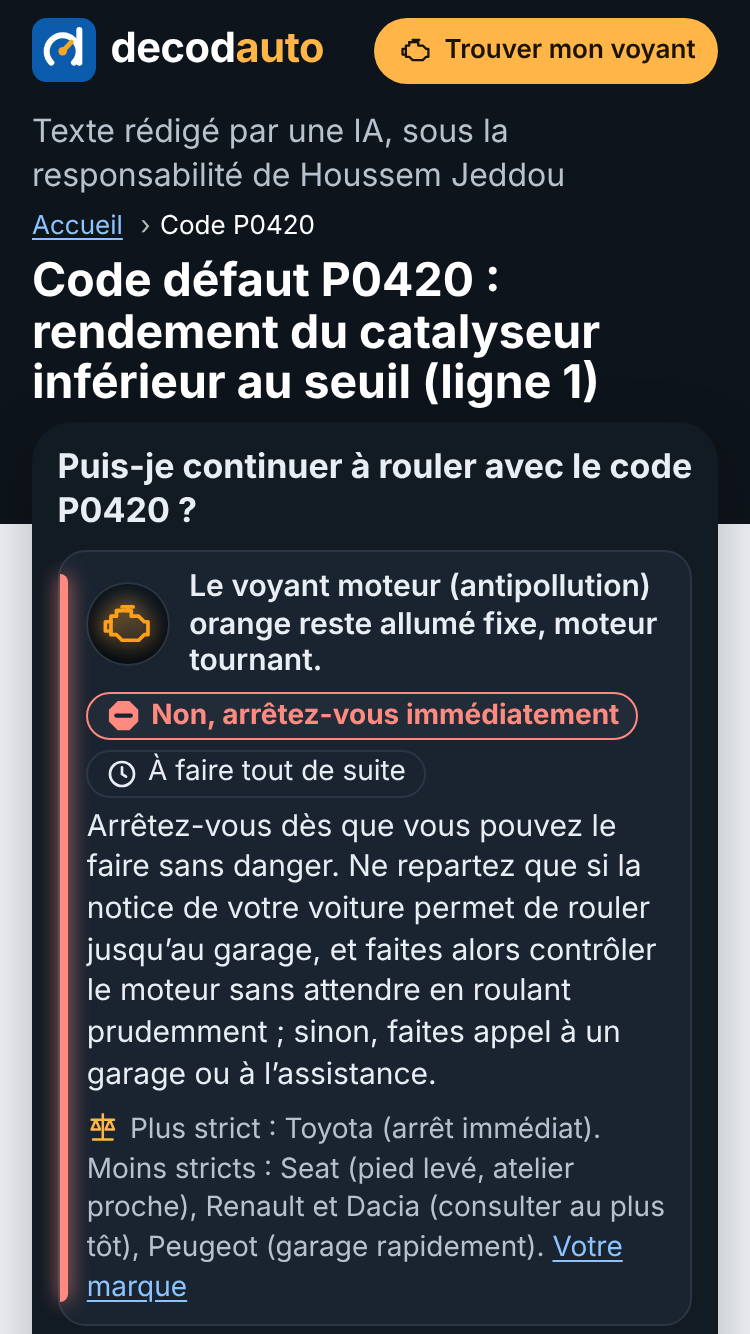 decodauto
Trouver mon voyant
Texte rédigé par une IA, sous la
responsabilité de Houssem Jeddou
Accueil › Code P0420
Code défaut P0420 :
rendement du catalyseur
inférieur au seuil (ligne 1)
Puis-je continuer à rouler avec le code
P0420 ?
Le voyant moteur (antipollution)
orange reste allumé fixe, moteur
tournant.
Non, arrêtez-vous immédiatement
À faire tout de suite
Arrêtez-vous dès que vous pouvez le
faire sans danger. Ne repartez que si la
notice de votre voiture permet de rouler
jusqu’au garage, et faites alors contrôler
le moteur sans attendre en roulant
prudemment ; sinon, faites appel à un
garage ou à l’assistance.
Plus strict : Toyota (arrêt immédiat).
Moins stricts : Seat (pied levé, atelier
proche), Renault et Dacia (consulter au plus
tôt), Peugeot (garage rapidement). Votre
marque